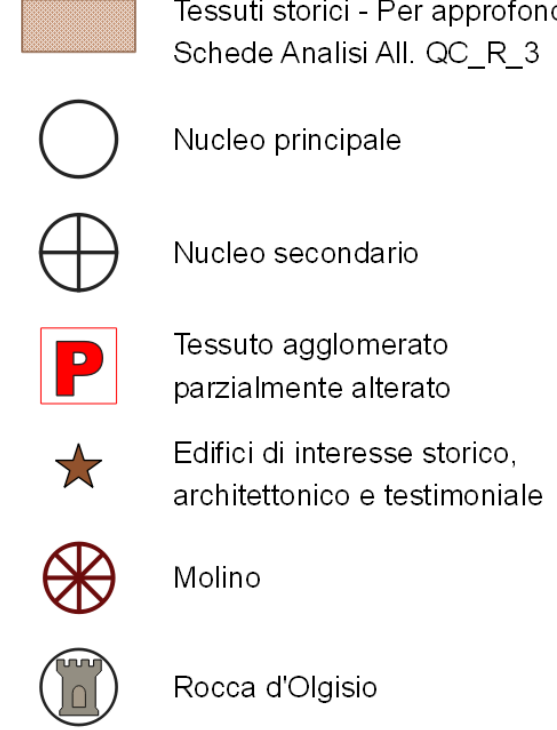 Tessuti storici - Per
Schede Analisi All. QC_R_3
Nucleo principale
Nucleo secondario
P
Tessuto agglomerato
parzialmente alterato
Edifici di interesse storico,
architettonico e testimoniale
Molino
Rocca d'Olgisio